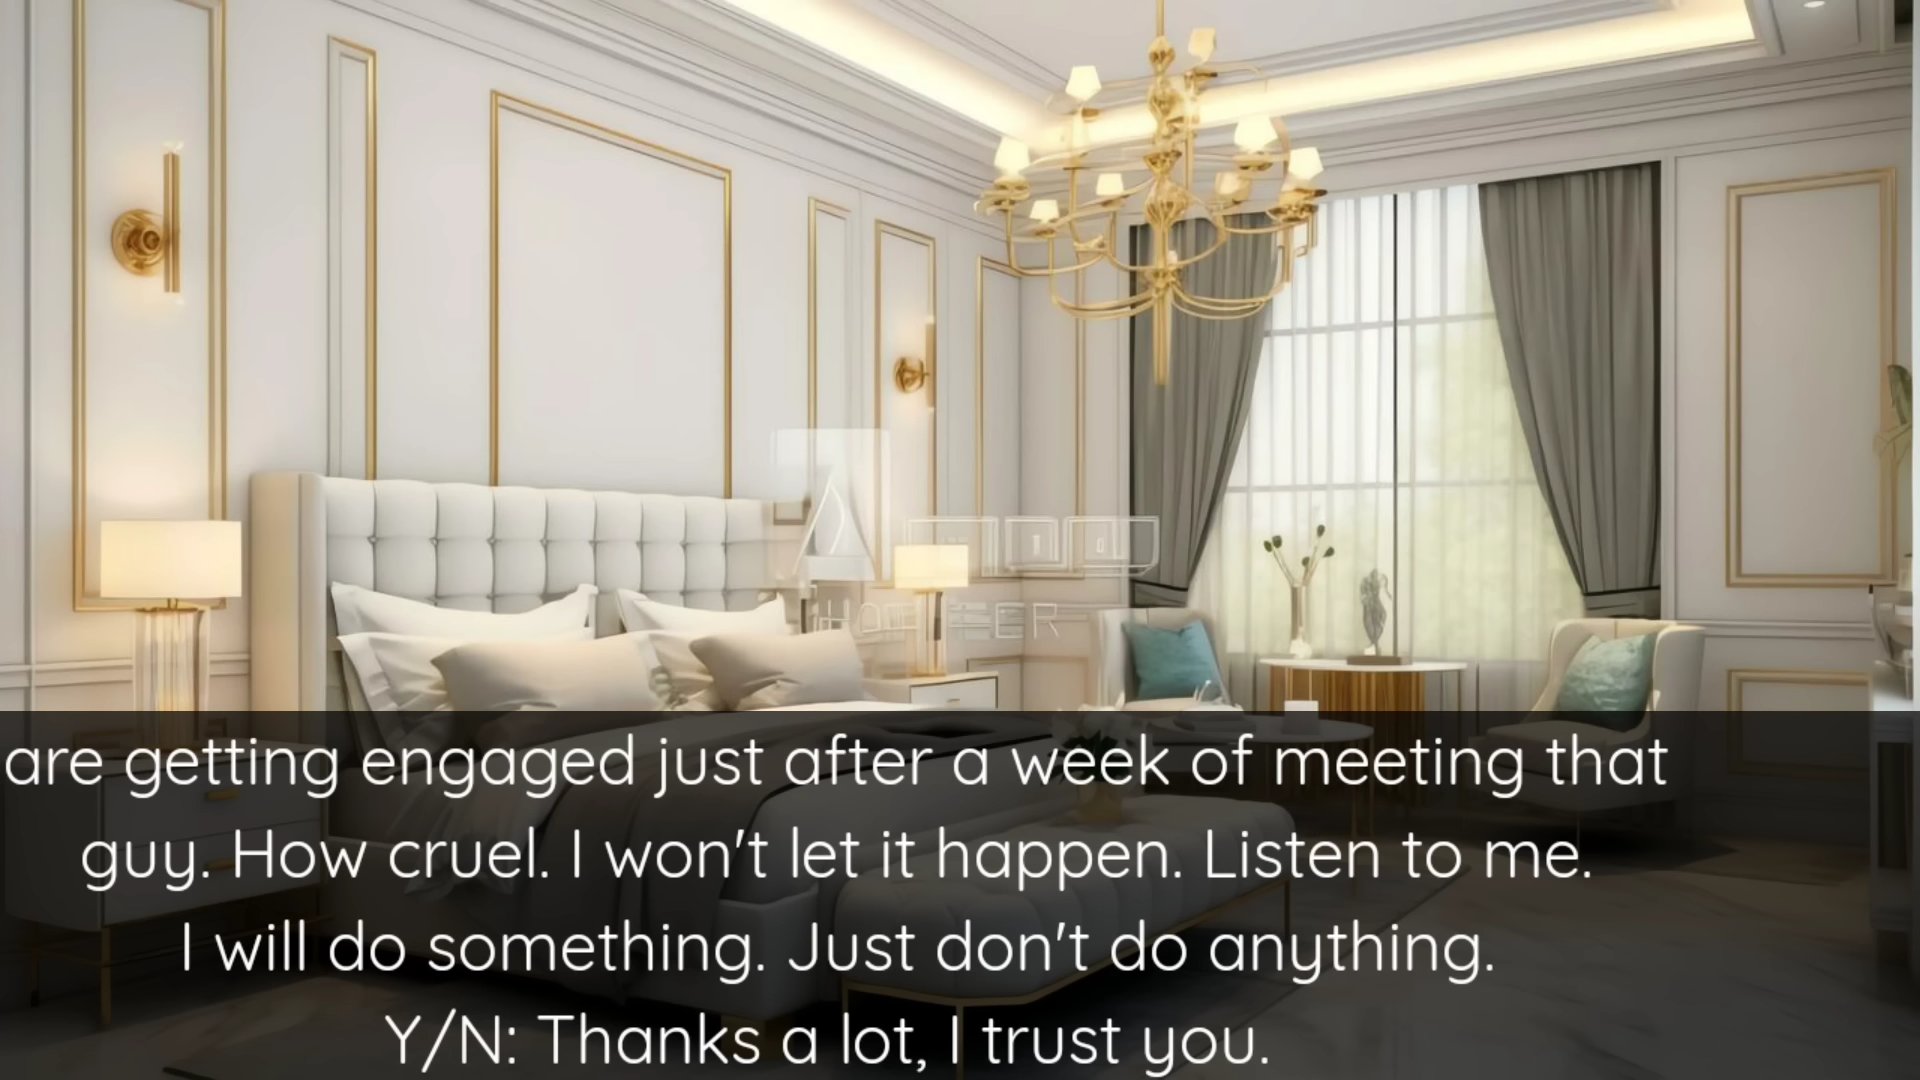 are getting engaged just after a week of meeting that
guy. How cruel. I won't let it happen. Listen to me.
I will do something. Just don't do anything.
Y/N: Thanks a lot, I trust you.